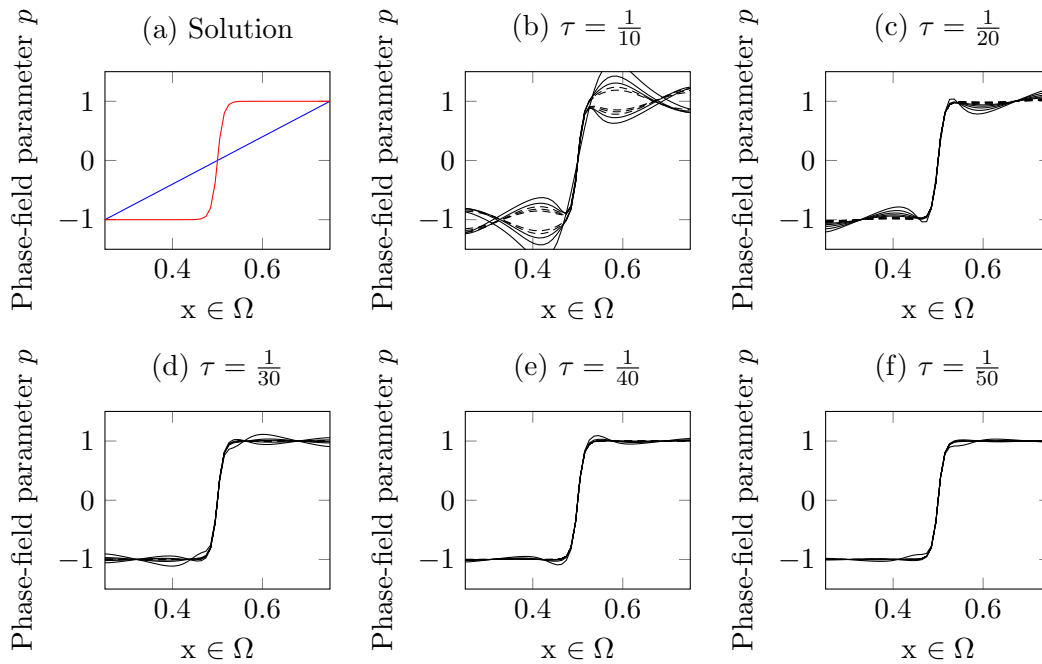 (a) Solution
Phase-field parameter p
1
0
−1
0.4 0.6
x ∈ Ω
(b) τ = 1/10
Phase-field parameter p
1
0
−1
0.4 0.6
x ∈ Ω
(c) τ = 1/20
Phase-field parameter p
1
0
−1
0.4 0.6
x ∈ Ω
(d) τ = 1/30
Phase-field parameter p
1
0
−1
0.4 0.6
x ∈ Ω
(e) τ = 1/40
Phase-field parameter p
1
0
−1
0.4 0.6
x ∈ Ω
(f) τ = 1/50
Phase-field parameter p
1
0
−1
0.4 0.6
x ∈ Ω